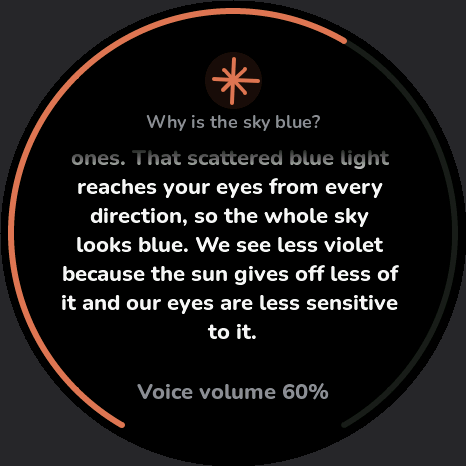 Why is the sky blue?
ones. That scattered blue light
reaches your eyes from every
direction, so the whole sky
looks blue. We see less violet
because the sun gives off less of
it and our eyes are less sensitive
to it.
Voice volume 60%